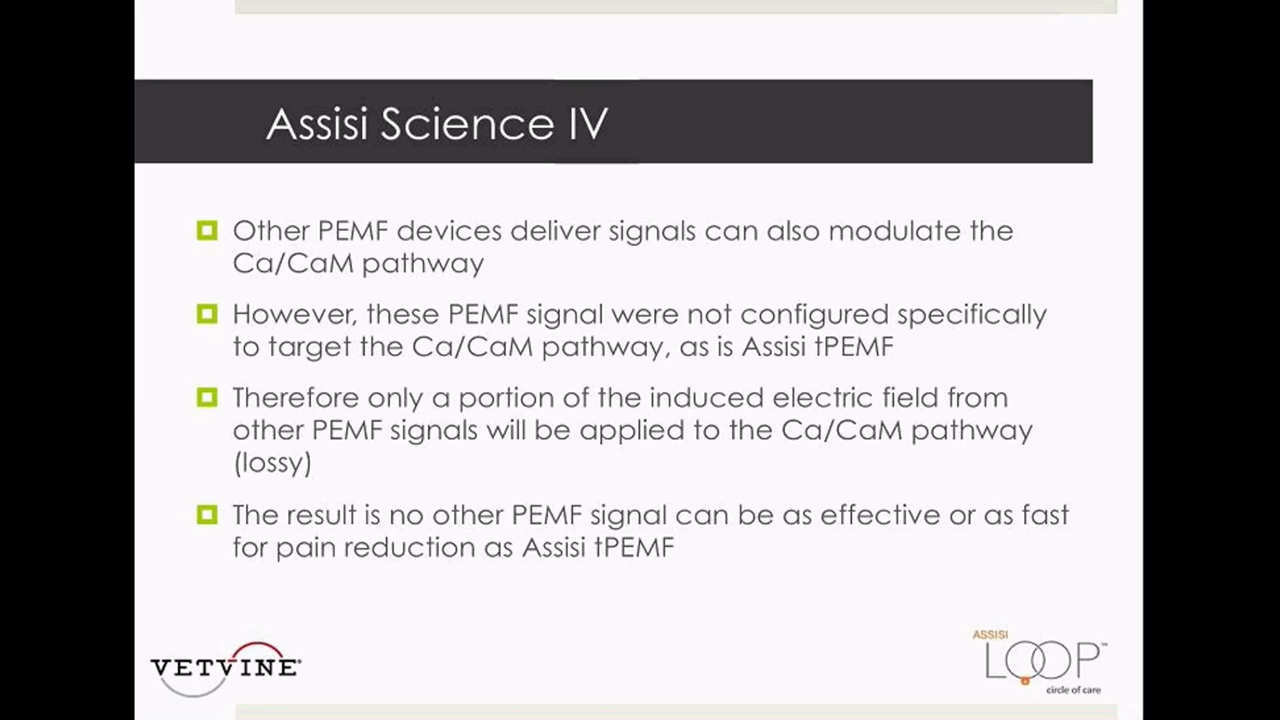 Assisi Science IV
Other PEMF devices deliver signals can also modulate the
Ca/CaM pathway
However, these PEMF signal were not configured specifically
to target the Ca/CaM pathway, as is Assisi tPEMF
Therefore only a portion of the induced electric field from
other PEMF signals will be applied to the Ca/CaM pathway
(lossy)
The result is no other PEMF signal can be as effective or as fast
for pain reduction as Assisi tPEMF
VETVINE®
ASSISI
LOOP™
circle of care